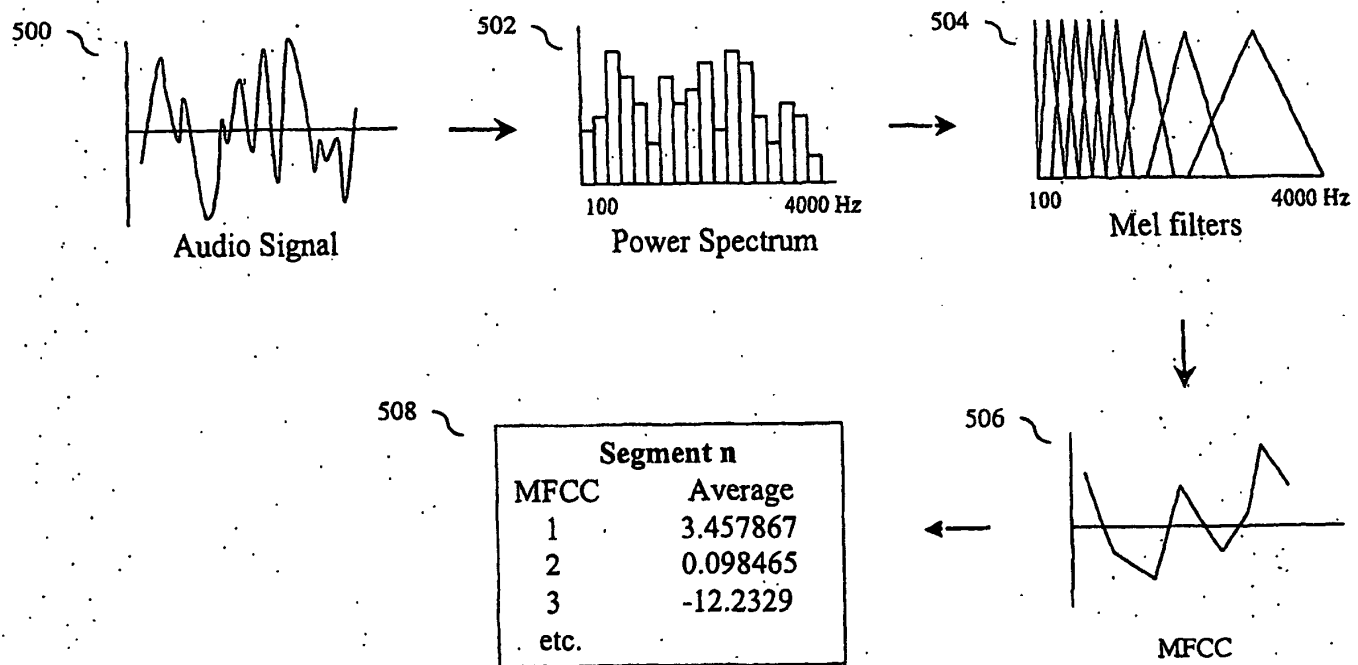 500
502
504
100
4000 Hz
100
4000 Hz
Audio Signal
Power Spectrum
Mel filters
508
506
Segment n
MFCC Average
1 3.457867
2 0.098465
3 -12.2329
etc.
MFCC